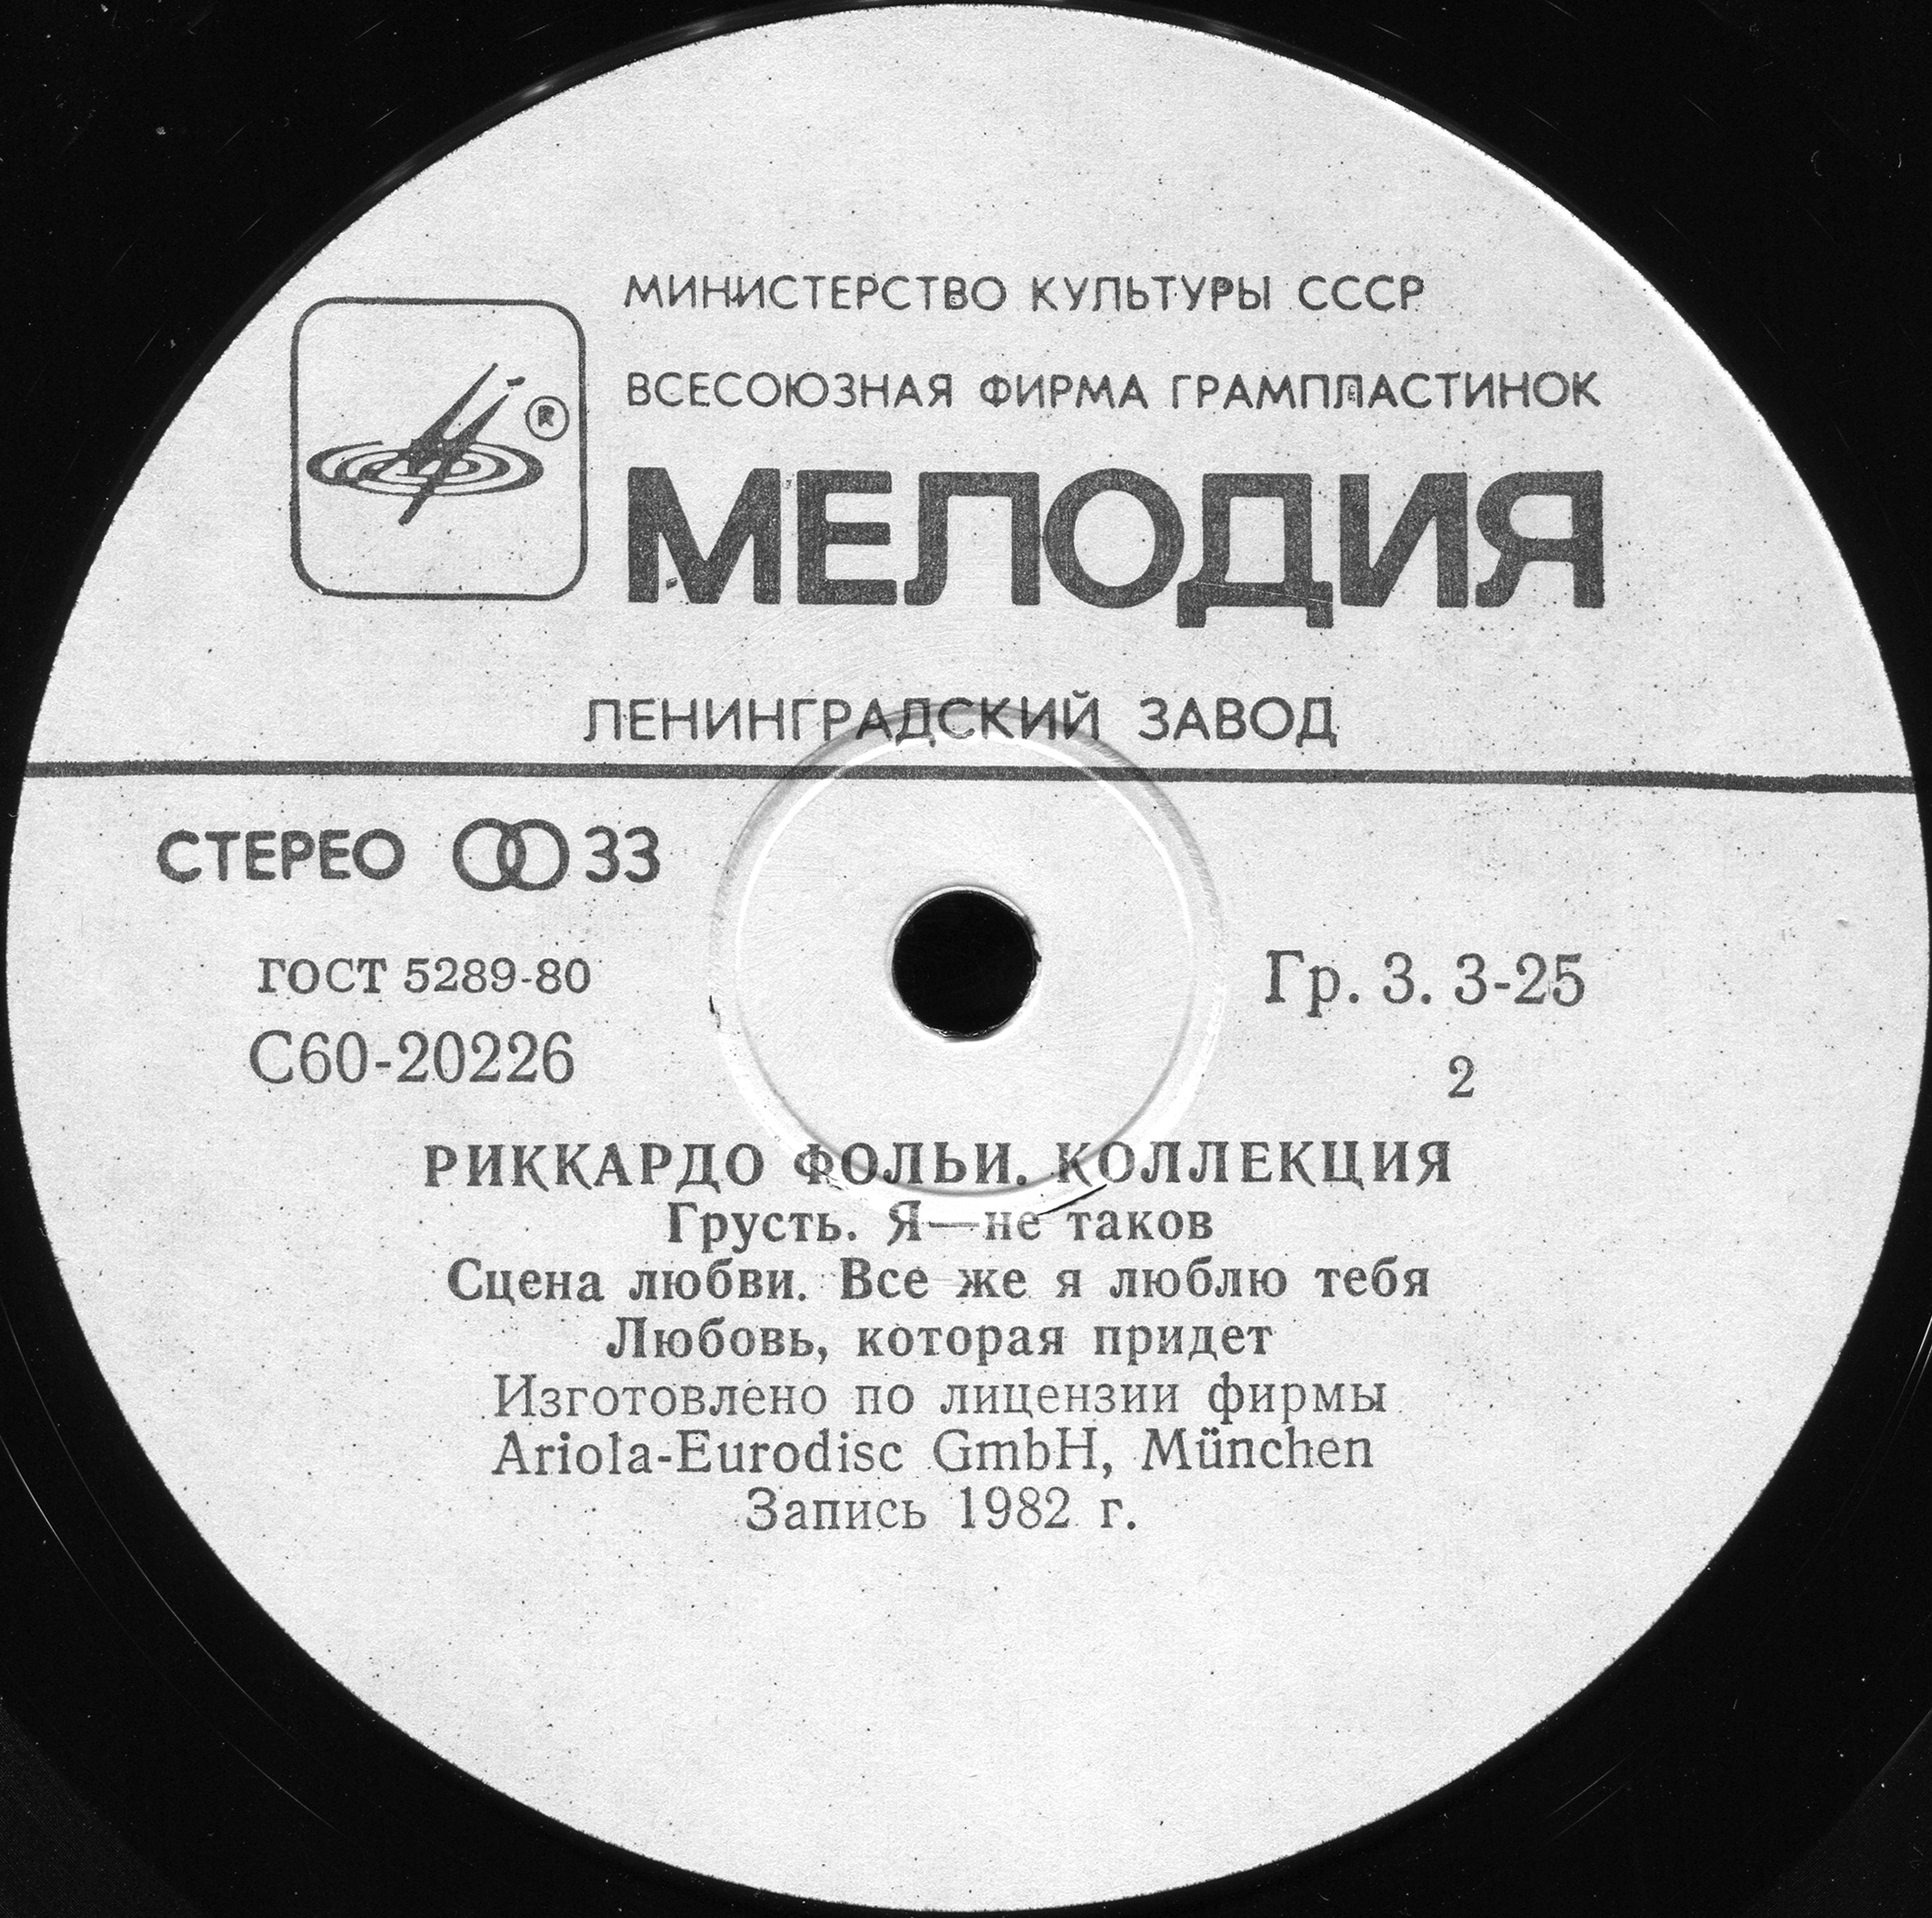 МИНИСТЕРСТВО КУЛЬТУРЫ СССР
ВСЕСОЮЗНАЯ ФИРМА ГРАМПЛАСТИНОК
®
МЕЛОДИЯ
ЛЕНИНГРАДСКИЙ ЗАВОД
СТЕРЕО 33
ГОСТ 5289-80
Гр. 3. 3-25
С60-20226
2
РИККАРДО ФОЛЬИ. КОЛЛЕКЦИЯ
Грусть. Я—не таков
Сцена любви. Все же я люблю тебя
Любовь, которая придет
Изготовлено по лицензии фирмы
Ariola-Eurodisc GmbH, München
Запись 1982 г.